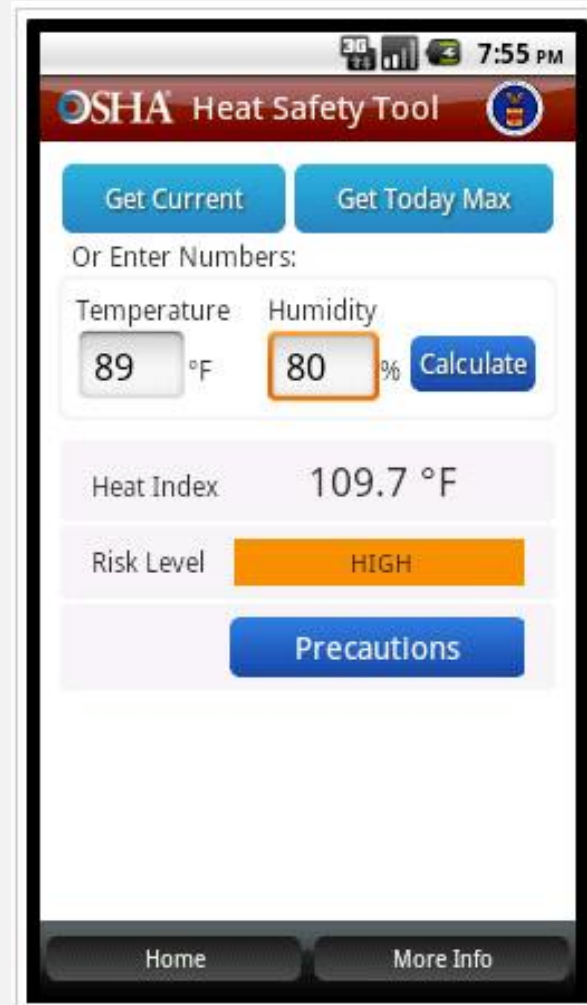 3G 7:55 PM
OSHA Heat Safety Tool
Get Current Get Today Max
Or Enter Numbers:
Temperature Humidity
89 °F 80 % Calculate
Heat Index 109.7 °F
Risk Level HIGH
Precautions
Home More Info